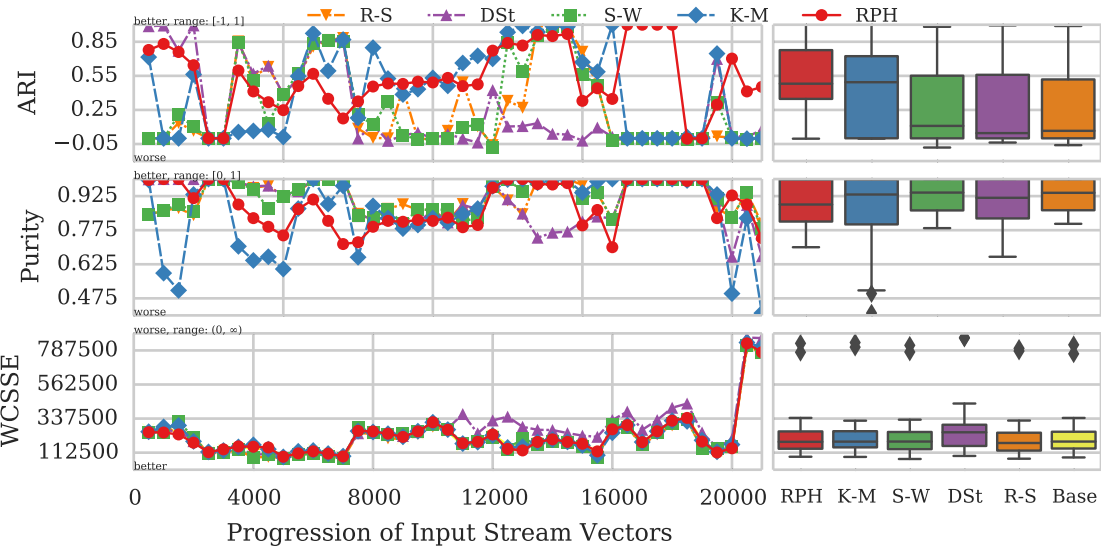 R-S DSt S-W K-M RPH
better, range: [-1, 1]
ARI
0.85
0.55
0.25
−0.05
worse
better, range: [0, 1]
Purity
0.925
0.775
0.625
0.475
worse
worse, range: (0, ∞)
WCSSE
787500
562500
337500
112500
better
0 4000 8000 12000 16000 20000
RPH K-M S-W DSt R-S Base
Progression of Input Stream Vectors